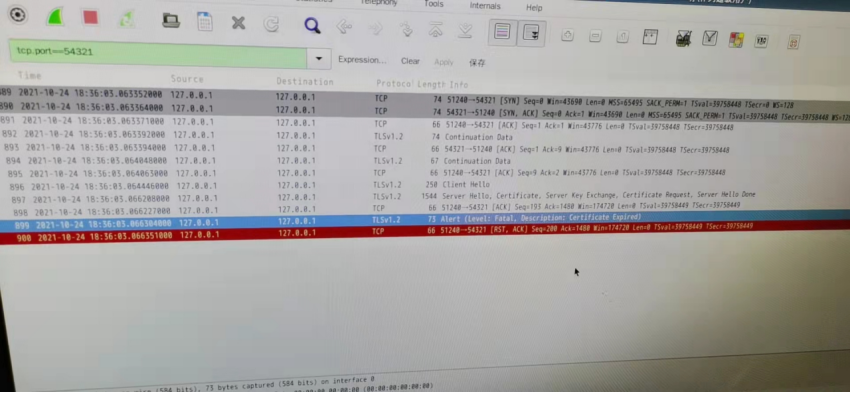 Telephony Tools Internals Help
tcp.port==54321 Expression... Clear Apply 保存
Time Source Destination Protocol Length Info
889 2021-10-24 18:36:03.063352000 127.0.0.1 127.0.0.1 TCP 74 51240→54321 [SYN] Seq=0 Win=43690 Len=0 MSS=65495 SACK_PERM=1 TSval=39758448 TSecr=0 WS=128
890 2021-10-24 18:36:03.063364000 127.0.0.1 127.0.0.1 TCP 74 54321→51240 [SYN, ACK] Seq=0 Ack=1 Win=43690 Len=0 MSS=65495 SACK_PERM=1 TSval=39758448 TSecr=39758448 WS=128
891 2021-10-24 18:36:03.063371000 127.0.0.1 127.0.0.1 TCP 66 51240→54321 [ACK] Seq=1 Ack=1 Win=43776 Len=0 TSval=39758448 TSecr=39758448
892 2021-10-24 18:36:03.063392000 127.0.0.1 127.0.0.1 TLSv1.2 74 Continuation Data
893 2021-10-24 18:36:03.063394000 127.0.0.1 127.0.0.1 TCP 66 54321→51240 [ACK] Seq=1 Ack=9 Win=43776 Len=0 TSval=39758448 TSecr=39758448
894 2021-10-24 18:36:03.064048000 127.0.0.1 127.0.0.1 TLSv1.2 67 Continuation Data
895 2021-10-24 18:36:03.064063000 127.0.0.1 127.0.0.1 TCP 66 51240→54321 [ACK] Seq=9 Ack=2 Win=43776 Len=0 TSval=39758448 TSecr=39758448
896 2021-10-24 18:36:03.064446000 127.0.0.1 127.0.0.1 TLSv1.2 250 Client Hello
897 2021-10-24 18:36:03.066208000 127.0.0.1 127.0.0.1 TLSv1.2 1544 Server Hello, Certificate, Server Key Exchange, Certificate Request, Server Hello Done
898 2021-10-24 18:36:03.066227000 127.0.0.1 127.0.0.1 TCP 66 51240→54321 [ACK] Seq=193 Ack=1480 Win=174720 Len=0 TSval=39758449 TSecr=39758449
899 2021-10-24 18:36:03.066304000 127.0.0.1 127.0.0.1 TLSv1.2 73 Alert (Level: Fatal, Description: Certificate Expired)
900 2021-10-24 18:36:03.066351000 127.0.0.1 127.0.0.1 TCP 66 51240→54321 [RST, ACK] Seq=200 Ack=1480 Win=174720 Len=0 TSval=39758449 TSecr=39758449
(584 bits), 73 bytes captured (584 bits) on interface 0
(00:00:00:00:00:00)